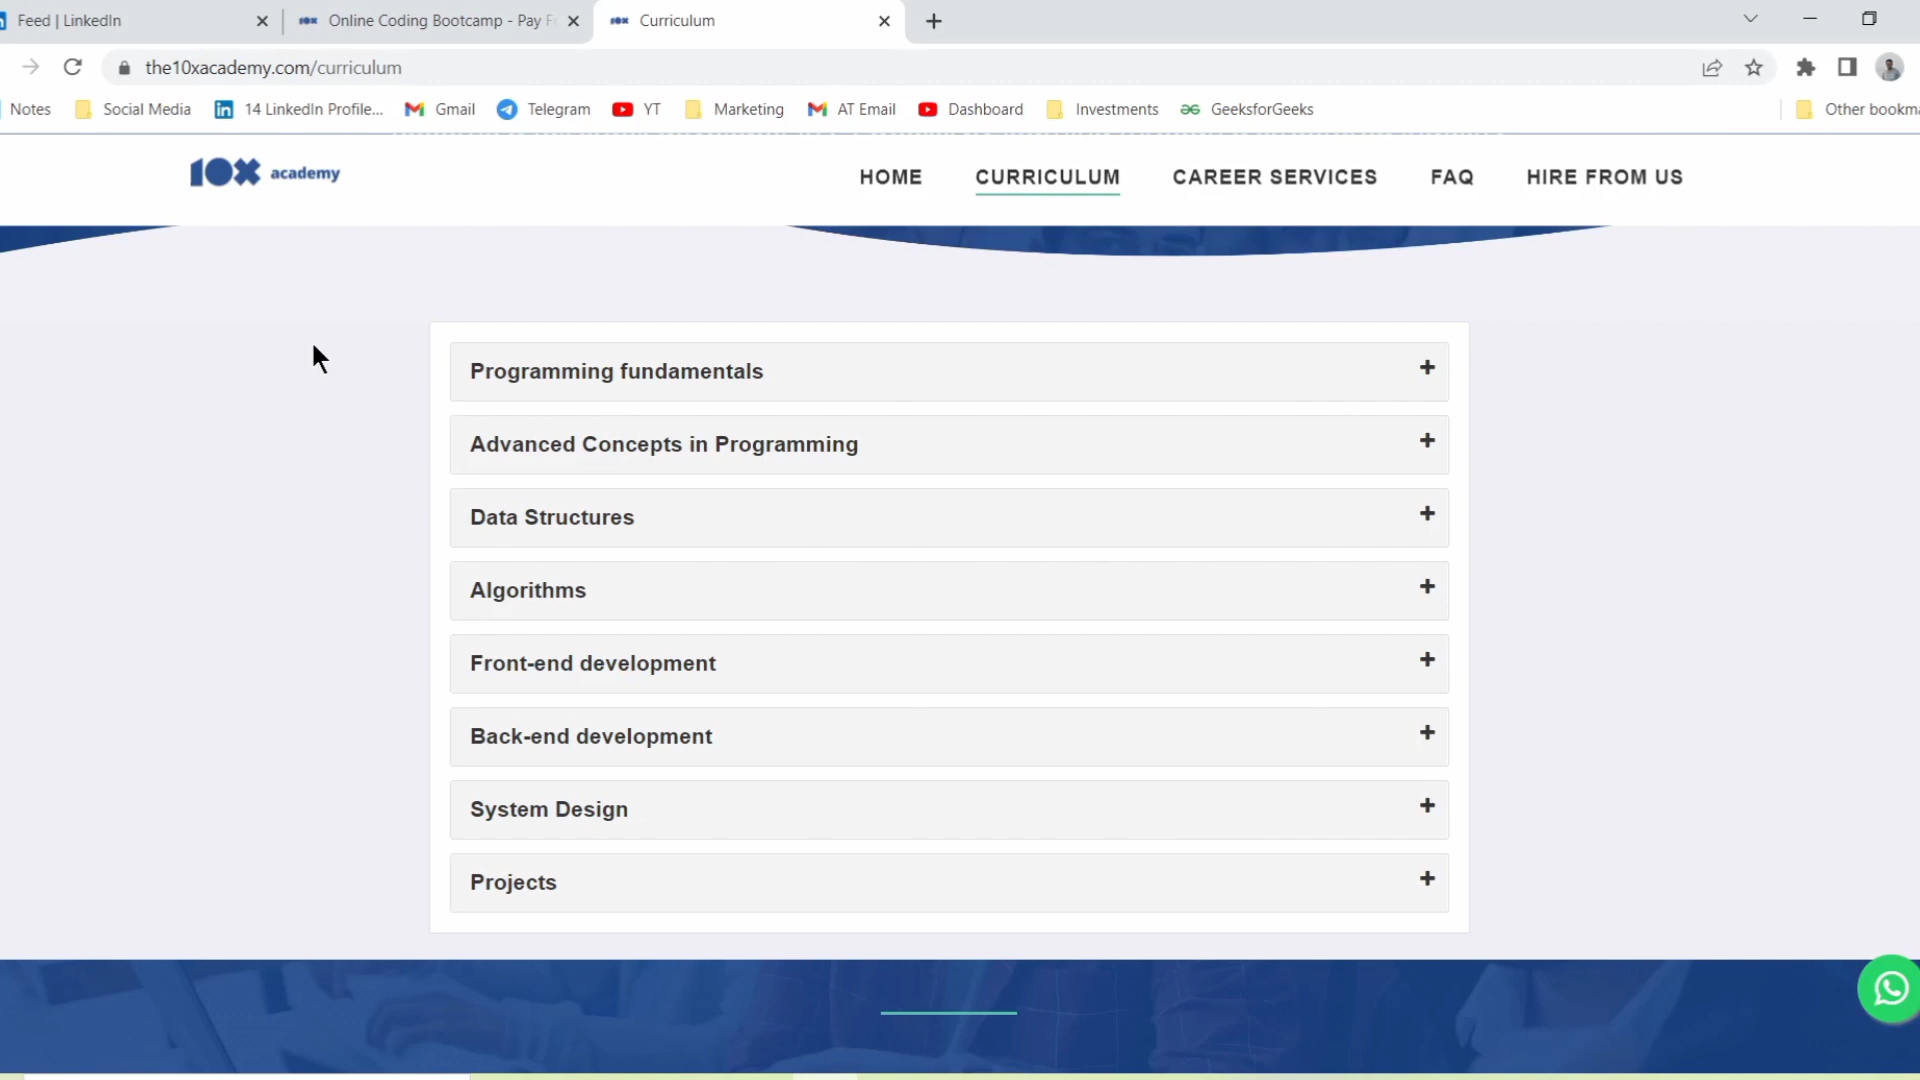 Feed | LinkedIn
Online Coding Bootcamp - Pay
Curriculum
the10xacademy.com/curriculum
Notes
Social Media
14 LinkedIn Profile...
Gmail
Telegram
YT
Marketing
AT Email
Dashboard
Investments
GeeksforGeeks
Other
10x academy
HOME
CURRICULUM
CAREER SERVICES
FAQ
HIRE FROM US
Programming fundamentals
Advanced Concepts in Programming
Data Structures
Algorithms
Front-end development
Back-end development
System Design
Projects